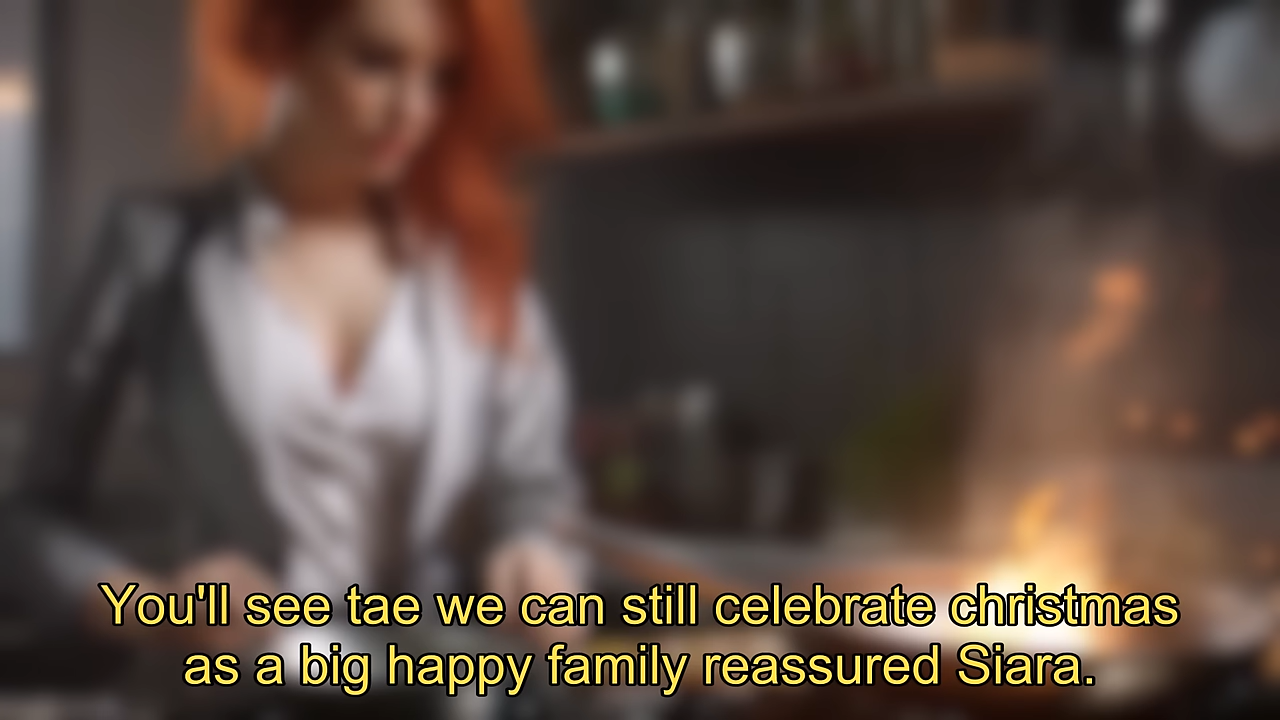 You'll see tae we can still celebrate christmas
as a big happy family reassured Siara.